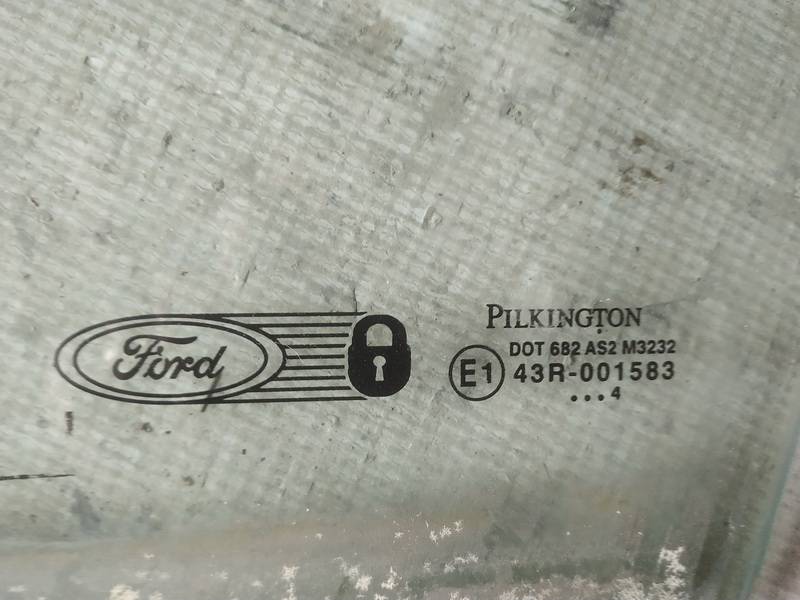 Ford
PILKINGTON
DOT 682 AS2 M3232
E1 43R-001583
...4